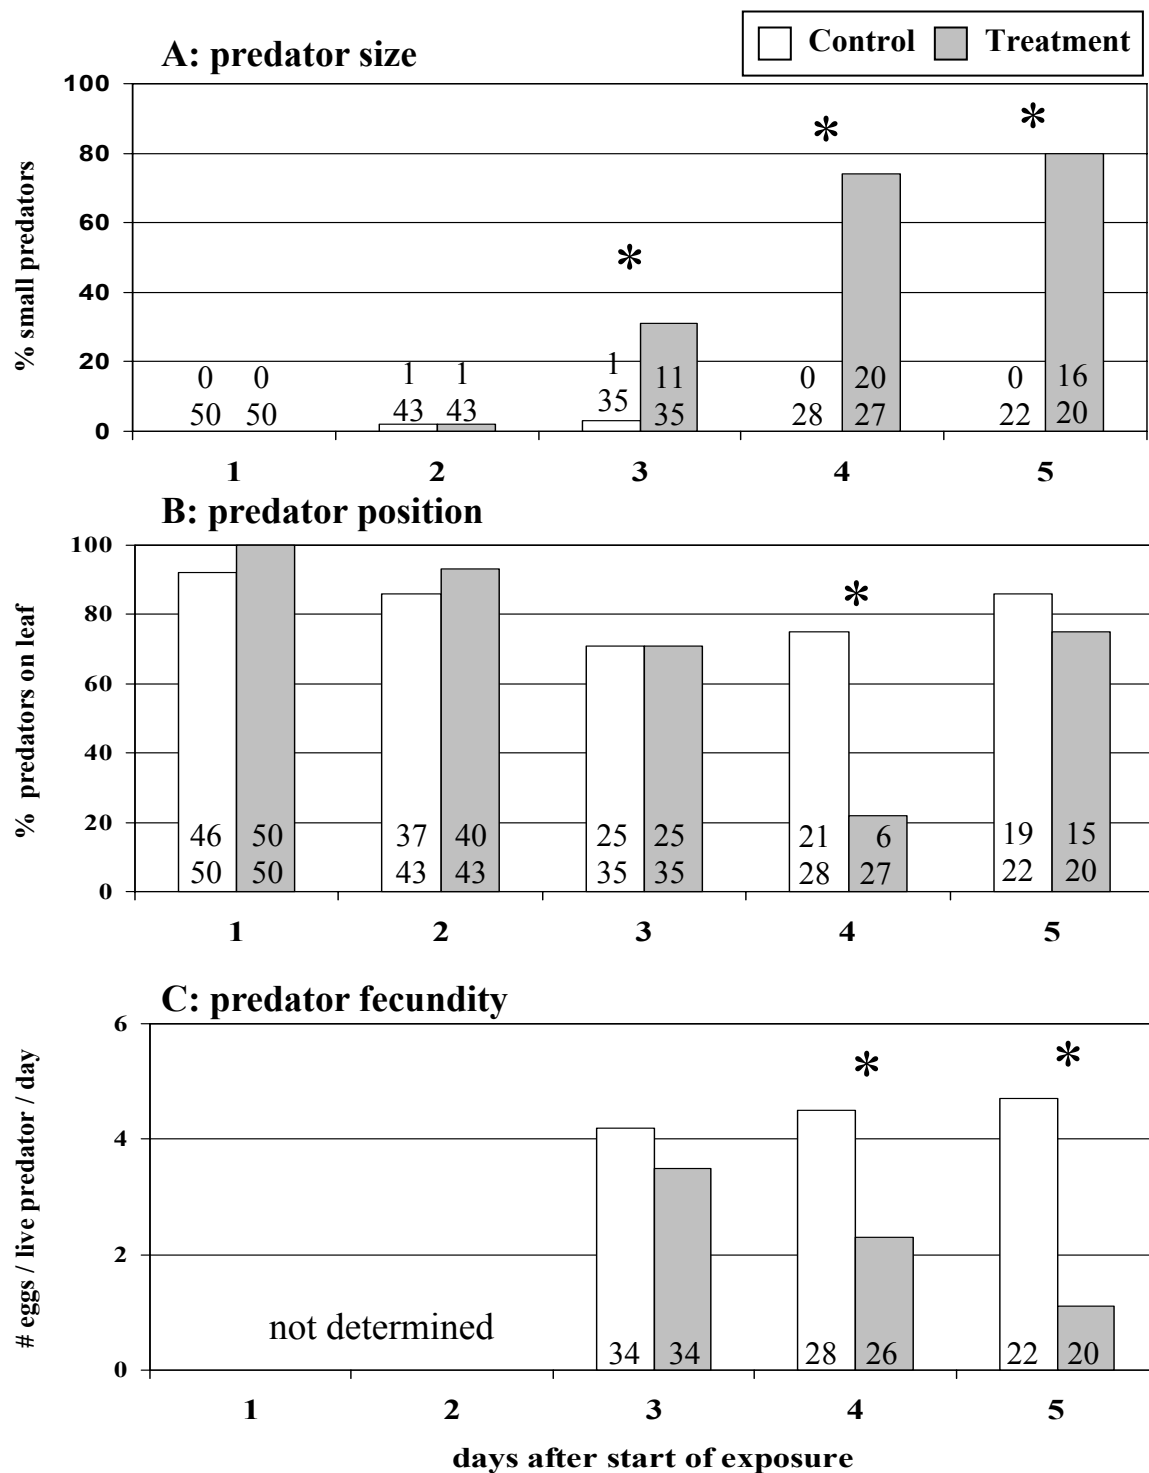 Control Treatment
A: predator size
% small predators
100
80
60
40
20
0
0 0 1 1 1 11 0 20 0 16
50 50 43 43 35 35 28 27 22 20
* * *
1 2 3 4 5
B: predator position
% predators on leaf
100
80
60
40
20
0
*
46 50 37 40 25 25 21 6 19 15
50 50 43 43 35 35 28 27 22 20
1 2 3 4 5
C: predator fecundity
# eggs / live predator / day
6
4
2
0
* *
not determined
34 34 28 26 22 20
1 2 3 4 5
days after start of exposure